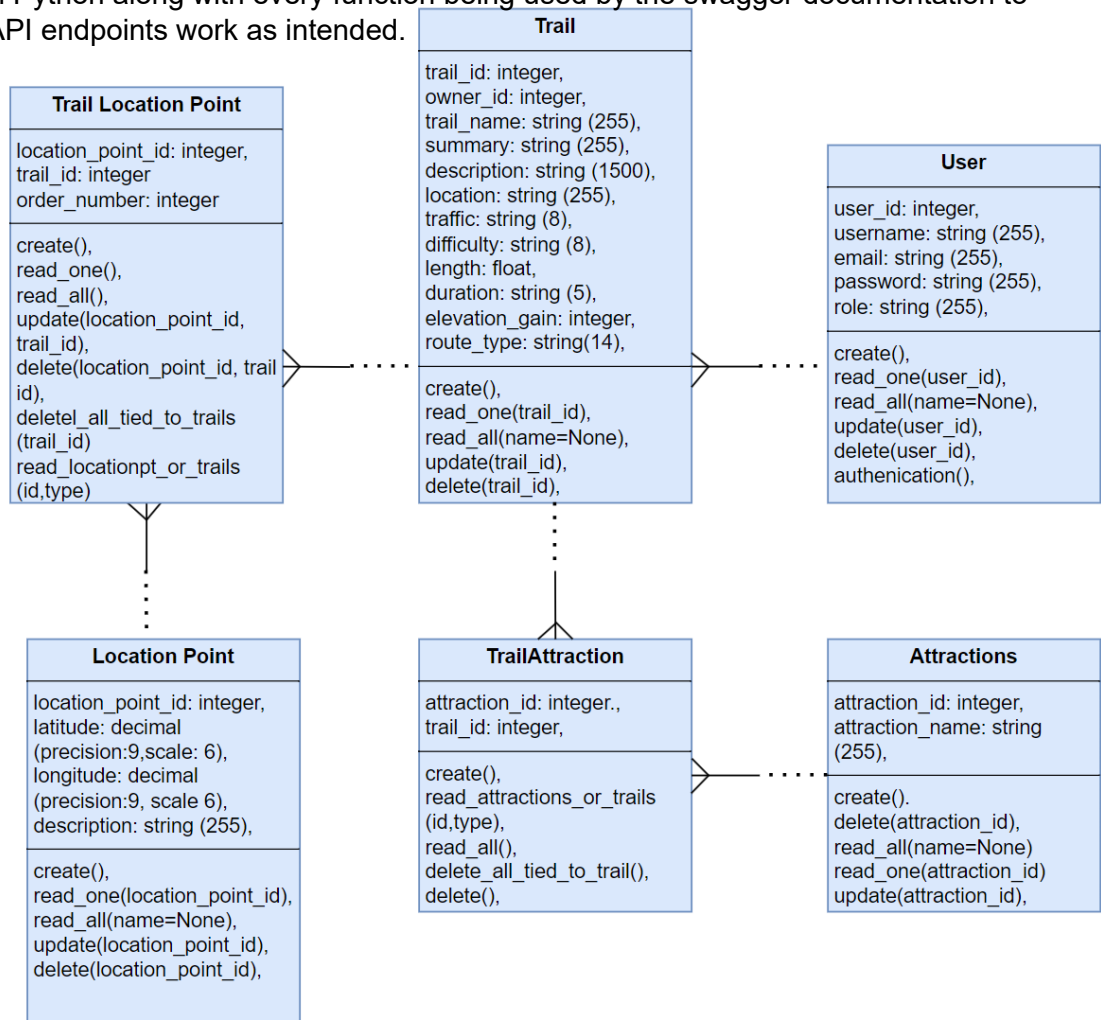 Python along with every function being used by the swagger documentation to
API endpoints work as intended.
Trail
trail_id: integer,
owner_id: integer,
trail_name: string (255),
summary: string (255),
description: string (1500),
location: string (255),
traffic: string (8),
difficulty: string (8),
length: float,
duration: string (5),
elevation_gain: integer,
route_type: string(14),
create(),
read_one(trail_id),
read_all(name=None),
update(trail_id),
delete(trail_id),
Trail Location Point
location_point_id: integer,
trail_id: integer
order_number: integer
create(),
read_one(),
read_all(),
update(location_point_id,
trail_id),
delete(location_point_id, trail
id),
deletel_all_tied_to_trails
(trail_id)
read_locationpt_or_trails
(id,type)
User
user_id: integer,
username: string (255),
email: string (255),
password: string (255),
role: string (255),
create(),
read_one(user_id),
read_all(name=None),
update(user_id),
delete(user_id),
authenication(),
Location Point
location_point_id: integer,
latitude: decimal
(precision:9,scale: 6),
longitude: decimal
(precision:9, scale 6),
description: string (255),
create(),
read_one(location_point_id),
read_all(name=None),
update(location_point_id),
delete(location_point_id),
TrailAttraction
attraction_id: integer.,
trail_id: integer,
create(),
read_attractions_or_trails
(id,type),
read_all(),
delete_all_tied_to_trail(),
delete(),
Attractions
attraction_id: integer,
attraction_name: string
(255),
create().
delete(attraction_id),
read_all(name=None)
read_one(attraction_id)
update(attraction_id),